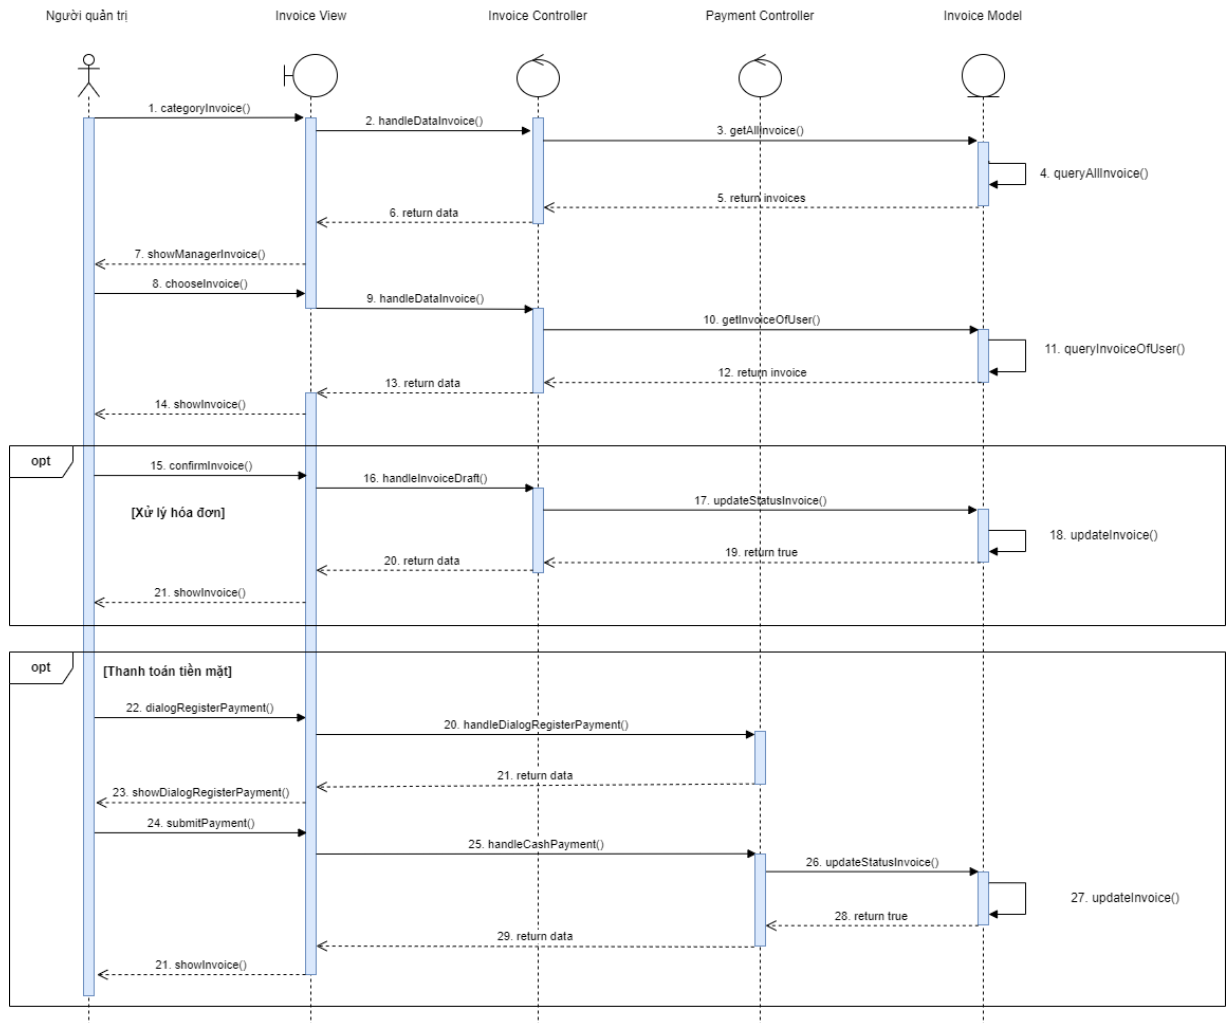 Người quản trị
Invoice View
Invoice Controller
Payment Controller
Invoice Model
1. categoryInvoice()
2. handleDataInvoice()
3. getAllInvoice()
4. queryAllInvoice()
5. return invoices
6. return data
7. showManagerInvoice()
8. chooseInvoice()
9. handleDataInvoice()
10. getInvoiceOfUser()
11. queryInvoiceOfUser()
12. return invoice
13. return data
14. showInvoice()
opt
15. confirmInvoice()
16. handleInvoiceDraft()
17. updateStatusInvoice()
[Xử lý hóa đơn]
18. updateInvoice()
19. return true
20. return data
21. showInvoice()
opt
[Thanh toán tiền mặt]
22. dialogRegisterPayment()
20. handleDialogRegisterPayment()
21. return data
23. showDialogRegisterPayment()
24. submitPayment()
25. handleCashPayment()
26. updateStatusInvoice()
27. updateInvoice()
28. return true
29. return data
21. showInvoice()